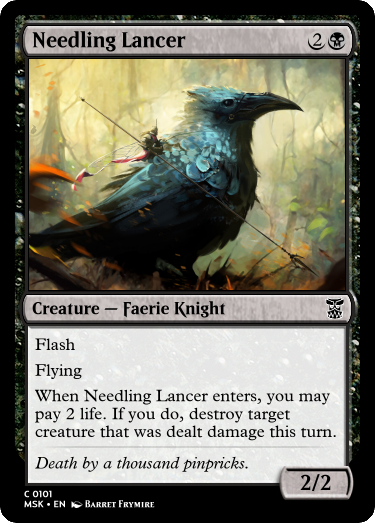 Needling Lancer 2
Creature — Faerie Knight
Flash
Flying
When Needling Lancer enters, you may
pay 2 life. If you do, destroy target
creature that was dealt damage this turn.
Death by a thousand pinpricks.
2/2
C 0101
MSK • EN Barret Frymire